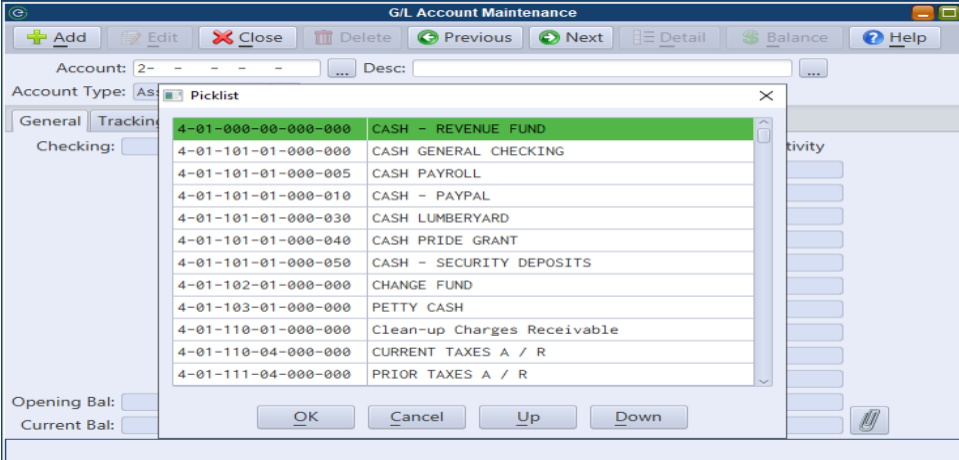 G/L Account Maintenance
Add Edit Close Delete Previous Next Detail Balance Help
Account: 2- - - - - ... Desc: ...
Account Type: Ass
Picklist
General Tracking
4-01-000-00-000-000 CASH - REVENUE FUND
Checking: 4-01-101-01-000-000 CASH GENERAL CHECKING tivity
4-01-101-01-000-005 CASH PAYROLL
4-01-101-01-000-010 CASH - PAYPAL
4-01-101-01-000-030 CASH LUMBERYARD
4-01-101-01-000-040 CASH PRIDE GRANT
4-01-101-01-000-050 CASH - SECURITY DEPOSITS
4-01-102-01-000-000 CHANGE FUND
4-01-103-01-000-000 PETTY CASH
4-01-110-01-000-000 Clean-up Charges Receivable
4-01-110-04-000-000 CURRENT TAXES A / R
4-01-111-04-000-000 PRIOR TAXES A / R
Opening Bal:
Current Bal: OK Cancel Up Down